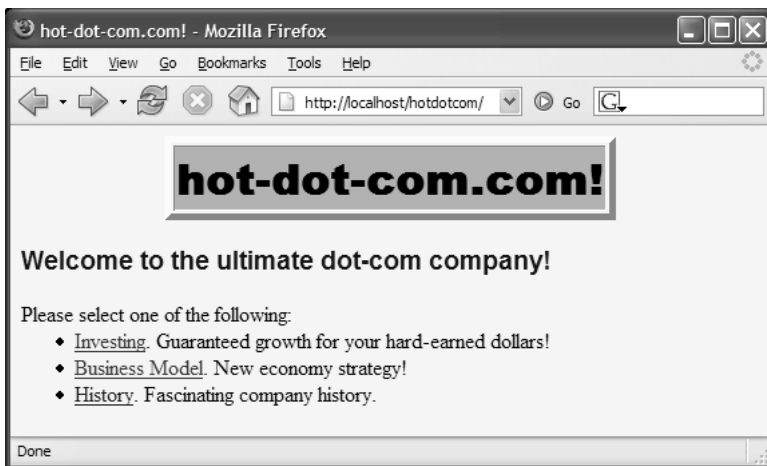 hot-dot-com.com! - Mozilla Firefox
File Edit View Go Bookmarks Tools Help
http://localhost/hotdotcom/ Go G
hot-dot-com.com!
Welcome to the ultimate dot-com company!
Please select one of the following:
• Investing. Guaranteed growth for your hard-earned dollars!
• Business Model. New economy strategy!
• History. Fascinating company history.
Done